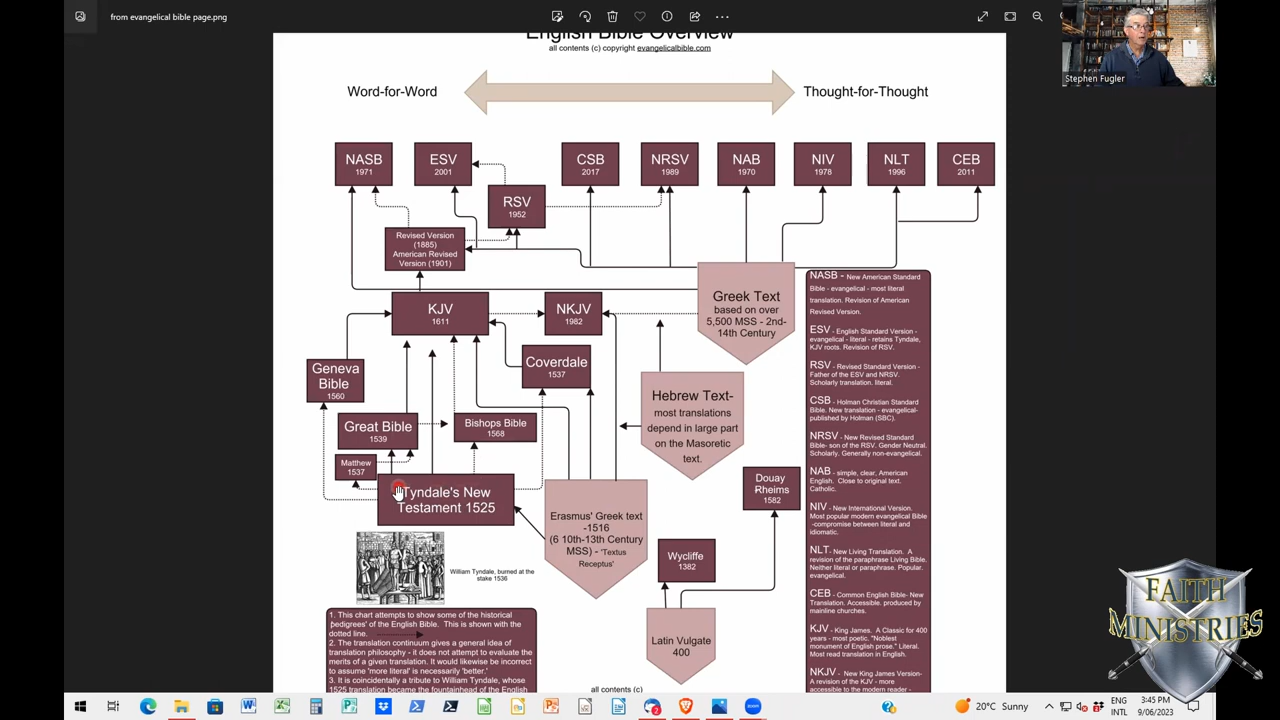 from evangelical bible page.png
Stephen Fugler
English Bible Overview
all contents (c) copyright evangelicalbible.com
Word-for-Word
Thought-for-Thought
NASB
1971
ESV
2001
CSB
2017
NRSV
1989
NAB
1970
NIV
1978
NLT
1996
CEB
2011
RSV
1952
Revised Version
(1885)
American Revised
Version (1901)
KJV
1611
NKJV
1982
Greek Text
based on over
5,500 MSS - 2nd-
14th Century
Coverdale
1537
Geneva
Bible
1560
Great Bible
1539
Bishops Bible
1568
Matthew
1537
Tyndale's New
Testament 1525
Hebrew Text-
most translations
depend in large part
on the Masoretic
text.
Douay
Rheims
1582
Erasmus' Greek text
-1516
(6 10th-13th Century
MSS) - 'Textus
Receptus'
Wycliffe
1382
Latin Vulgate
400
William Tyndale, burned at the
stake 1536
1. This chart attempts to show some of the historical
'pedigrees' of the English Bible. This is shown with the
dotted line.
2. The translation continuum gives a general idea of
translation philosophy - it does not attempt to evaluate the
merits of a given translation. It would likewise be incorrect
to assume 'more literal' is necessarily 'better.'
3. It is coincidentally a tribute to William Tyndale, whose
1525 translation became the fountainhead of the English
all contents (c)
NASB - New American Standard
Bible - evangelical - most literal
translation. Revision of American
Revised Version.
ESV - English Standard Version -
evangelical - literal - retains Tyndale,
KJV roots. Revision of RSV.
RSV - Revised Standard Version -
Father of the ESV and NRSV.
Scholarly translation. literal.
CSB - Holman Christian Standard
Bible. New translation - evangelical-
published by Holman (SBC).
NRSV - New Revised Standard
Bible- son of the RSV. Gender Neutral.
Scholarly. Generally non-evangelical.
NAB - simple, clear, American
English. Close to original text.
Catholic.
NIV - New International Version.
Most popular modern evangelical Bible
-compromise between literal and
idiomatic.
NLT - New Living Translation. A
revision of the paraphrase Living Bible,
Neither literal or paraphrase. Popular.
evangelical.
CEB - Common English Bible- New
Translation. Accessible. produced by
mainline churches.
KJV - King James. A Classic for 400
years - most poetic. "Noblest
monument of English prose." Literal.
Most read translation in English.
NKJV - New King James Version-
A revision of the KJV - more
accessible to the modern reader -
FAITH
MINISTRIES
20°C Sunny
ENG
INTL
3:45 PM
9/06/2023